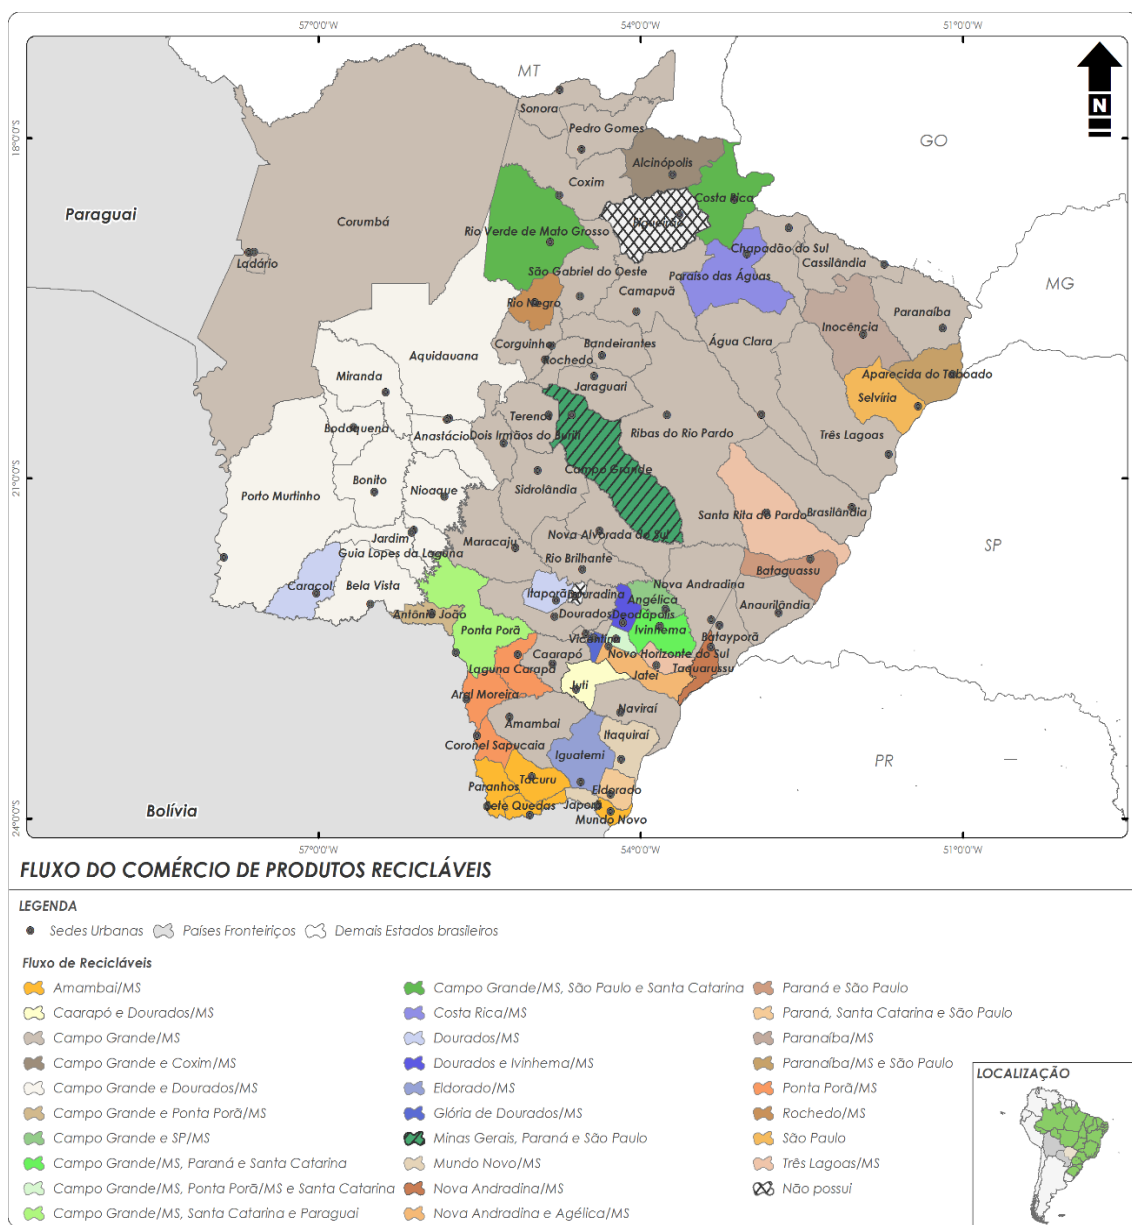 57°0'0"W
54°0'0"W
51°0'0"W
MT
Sonora
Pedro Gomes
18°0'0"S
GO
Alcinópolis
Coxim
Costa Rica
Paraguai
Corumbá
Figueirão
Rio Verde de Mato Grosso
Chapadão do Sul
Ladário
Cassilândia
São Gabriel do Oeste
Paraíso das Águas
MG
Camapuã
Rio Negro
Paranaíba
Inocência
Corguinho
Bandeirantes
Água Clara
Aquidauana
Rochedo
Miranda
Jaraguari
Aparecida do Taboado
Selvíria
Terenos
Bodoquena
Anastácio
Dois Irmãos do Buriti
Ribas do Rio Pardo
Três Lagoas
Campo Grande
21°0'0"S
Bonito
Nioaque
Sidrolândia
Porto Murtinho
Santa Rita do Pardo
Brasilândia
Jardim
Maracaju
Nova Alvorada do Sul
SP
Guia Lopes da Laguna
Rio Brilhante
Bataguassu
Caracol
Bela Vista
Nova Andradina
Itaporã
Douradina
Angélica
Anaurilândia
Antônio João
Dourados
Deodápolis
Ivinhema
Ponta Porã
Vicentina
Batayporã
Caarapó
Novo Horizonte do Sul
Laguna Carapã
Jateí
Taquarussu
Juti
Aral Moreira
Naviraí
Amambai
Itaquiraí
Coronel Sapucaia
Iguatemi
PR
Tacuru
Paranhos
Eldorado
Sete Quedas
Japorã
Bolívia
Mundo Novo
24°0'0"S
57°0'0"W
54°0'0"W
51°0'0"W
N
FLUXO DO COMÉRCIO DE PRODUTOS RECICLÁVEIS
LEGENDA
Sedes Urbanas
Países Fronteiriços
Demais Estados brasileiros
Fluxo de Recicláveis
Amambai/MS
Caarapó e Dourados/MS
Campo Grande/MS
Campo Grande e Coxim/MS
Campo Grande e Dourados/MS
Campo Grande e Ponta Porã/MS
Campo Grande e SP/MS
Campo Grande/MS, Paraná e Santa Catarina
Campo Grande/MS, Ponta Porã/MS e Santa Catarina
Campo Grande/MS, Santa Catarina e Paraguai
Campo Grande/MS, São Paulo e Santa Catarina
Costa Rica/MS
Dourados/MS
Dourados e Ivinhema/MS
Eldorado/MS
Glória de Dourados/MS
Minas Gerais, Paraná e São Paulo
Mundo Novo/MS
Nova Andradina/MS
Nova Andradina e Agélica/MS
Paraná e São Paulo
Paraná, Santa Catarina e São Paulo
Paranaíba/MS
Paranaíba/MS e São Paulo
Ponta Porã/MS
Rochedo/MS
São Paulo
Três Lagoas/MS
Não possui
LOCALIZAÇÃO